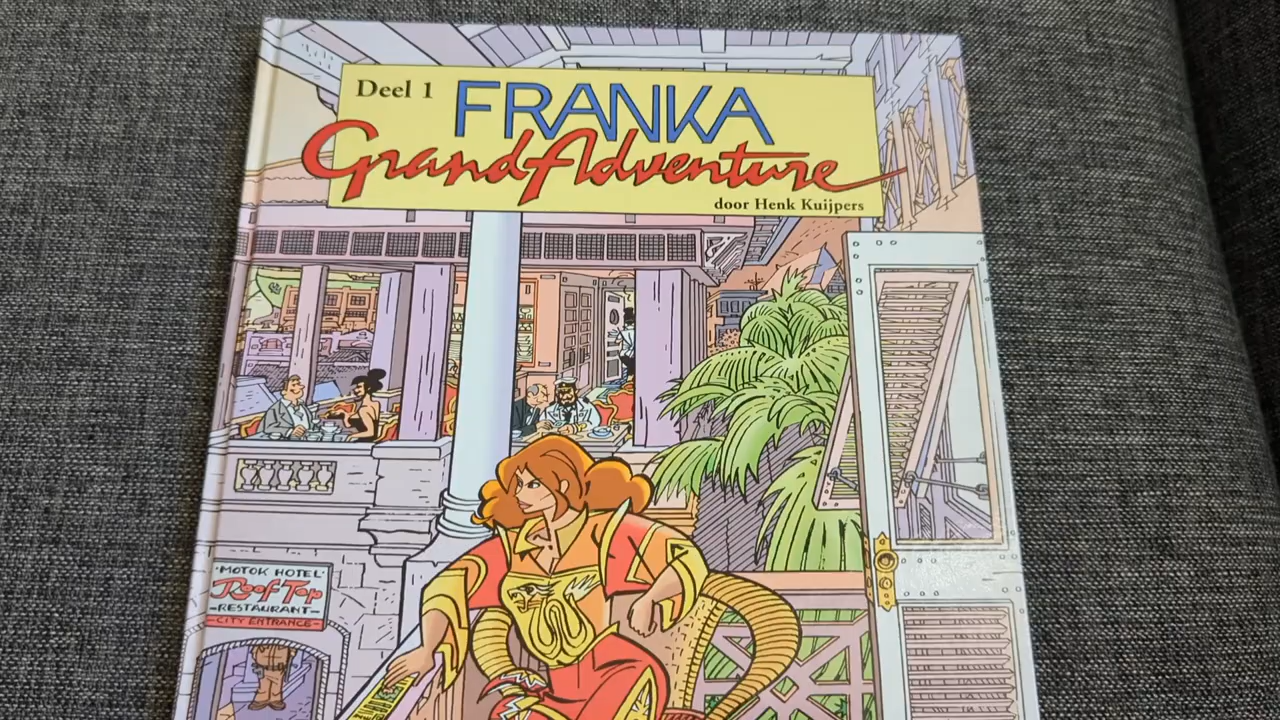 Deel 1 FRANKA
Grand Adventure
door Henk Kuijpers
'MOTOK HOTEL'
Roof Top
-RESTAURANT-
-CITY ENTRANCE-